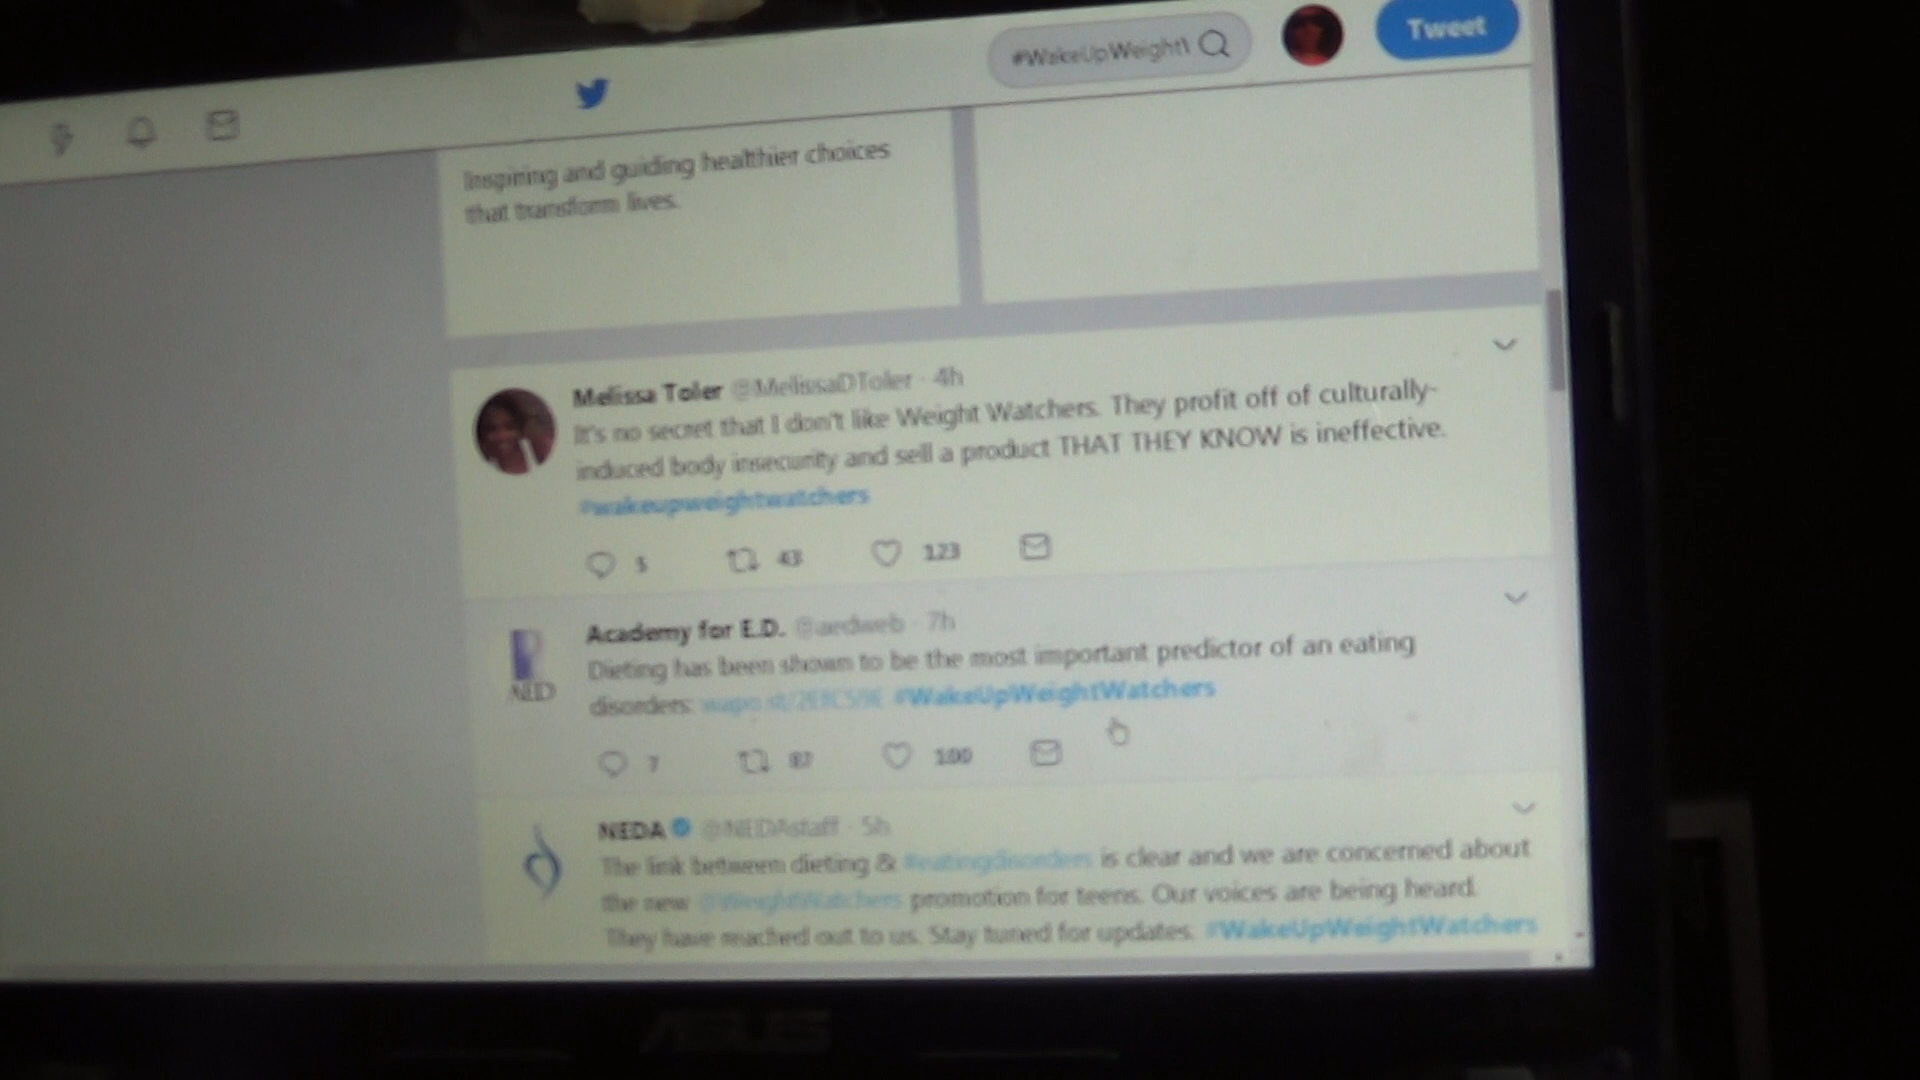 #WakeUpWeightW
Tweet
Inspiring and guiding healthier choices
that transform lives.
Melissa Toler @MelissaDToler · 4h
It's no secret that I don't like Weight Watchers. They profit off of culturally-
induced body insecurity and sell a product THAT THEY KNOW is ineffective.
#wakeupweightwatchers
5 43 123
Academy for E.D. @aedweb · 7h
Dieting has been shown to be the most important predictor of an eating
disorders: #WakeUpWeightWatchers
7 87 100
NEDA @NEDAstaff · 5h
The link between dieting & #eatingdisorders is clear and we are concerned about
the new @WeightWatchers promotion for teens. Our voices are being heard.
They have reached out to us. Stay tuned for updates. #WakeUpWeightWatchers
ASUS